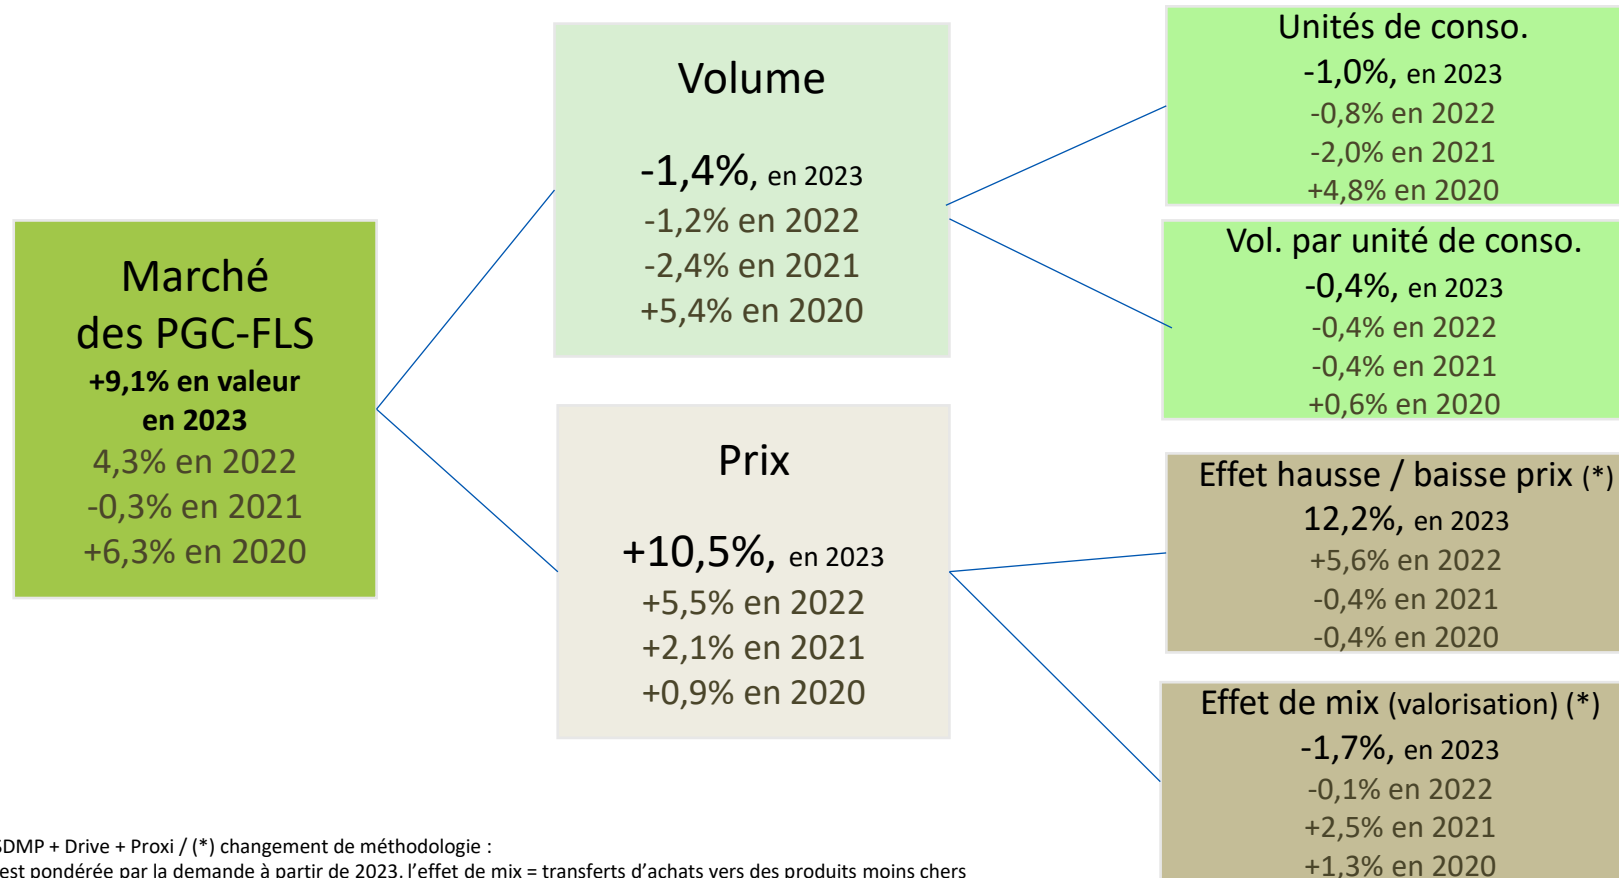 Marché
des PGC-FLS
+9,1% en valeur
en 2023
4,3% en 2022
-0,3% en 2021
+6,3% en 2020
Volume
-1,4%, en 2023
-1,2% en 2022
-2,4% en 2021
+5,4% en 2020
Prix
+10,5%, en 2023
+5,5% en 2022
+2,1% en 2021
+0,9% en 2020
Unités de conso.
-1,0%, en 2023
-0,8% en 2022
-2,0% en 2021
+4,8% en 2020
Vol. par unité de conso.
-0,4%, en 2023
-0,4% en 2022
-0,4% en 2021
+0,6% en 2020
Effet hausse / baisse prix (*)
12,2%, en 2023
+5,6% en 2022
-0,4% en 2021
-0,4% en 2020
Effet de mix (valorisation) (*)
-1,7%, en 2023
-0,1% en 2022
+2,5% en 2021
+1,3% en 2020
SDMP + Drive + Proxi / (*) changement de méthodologie :
est pondérée par la demande à partir de 2023. l'effet de mix = transferts d'achats vers des produits moins chers